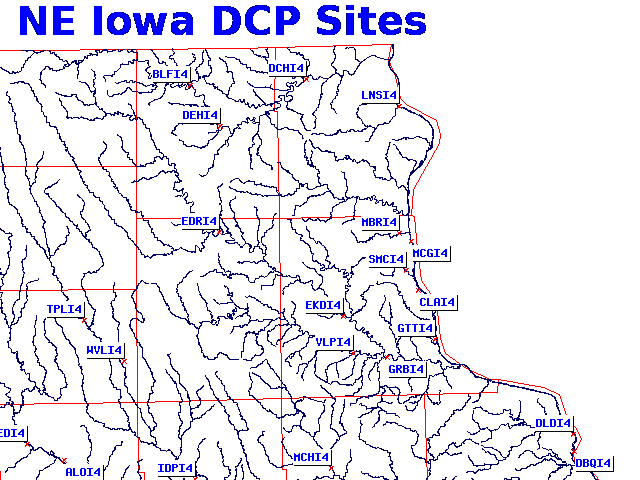 NE Iowa DCP Sites
BLFI4
DCHI4
LNSI4
DEHI4
EDRI4
MBRI4
MCGI4
SMCI4
CLAI4
EKDI4
TPLI4
GTTI4
VLPI4
WVLI4
GRBI4
DLDI4
EDI4
MCHI4
DBQI4
IDPI4
ALOI4